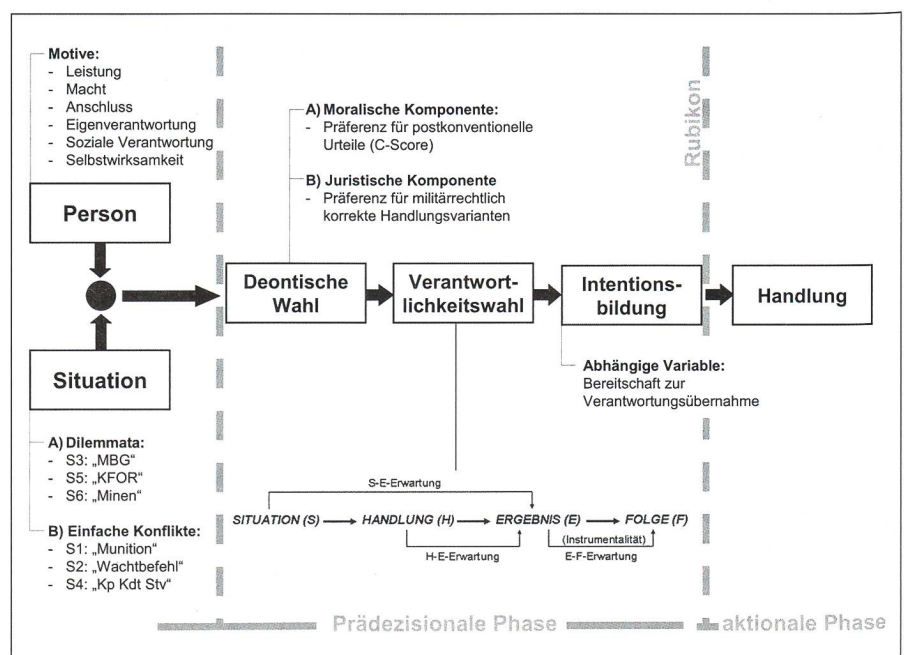 Motive:
- Leistung
- Macht
- Anschluss
- Eigenverantwortung
- Soziale Verantwortung
- Selbstwirksamkeit
Person
Situation
A) Dilemmata:
- S3: „MBG“
- S5: „KFOR“
- S6: „Minen“
B) Einfache Konflikte:
- S1: „Munition“
- S2: „Wachtbefehl“
- S4: „Kp Kdt Stv“
A) Moralische Komponente:
- Präferenz für postkonventionelle
Urteile (C-Score)
B) Juristische Komponente
- Präferenz für militärrechtlich
korrekte Handlungsvarianten
Deontische
Wahl
Verantwort-
lichkeitswahl
Intentions-
bildung
Rubikon
Handlung
Abhängige Variable:
Bereitschaft zur
Verantwortungsübernahme
S-E-Erwartung
SITUATION (S)
HANDLUNG (H)
ERGEBNIS (E)
FOLGE (F)
(Instrumentalität)
H-E-Erwartung
E-F-Erwartung
Prädezisionale Phase
aktionale Phase